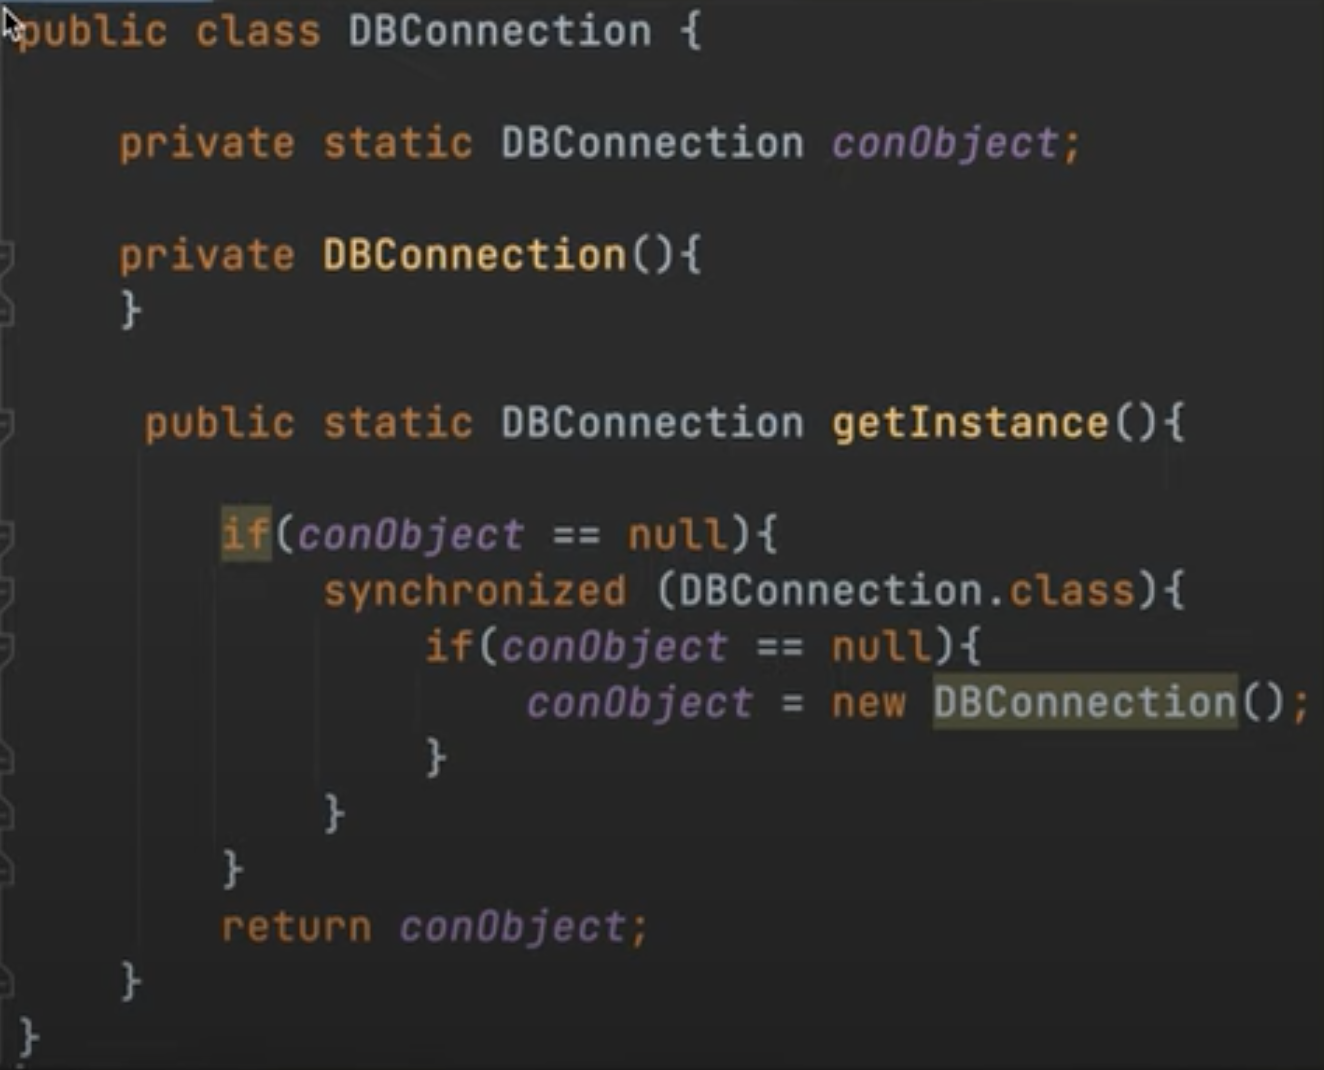 public class DBConnection {
private static DBConnection conObject;
private DBConnection(){
}
public static DBConnection getInstance(){
if(conObject == null){
synchronized (DBConnection.class){
if(conObject == null){
conObject = new DBConnection();
}
}
}
return conObject;
}
}